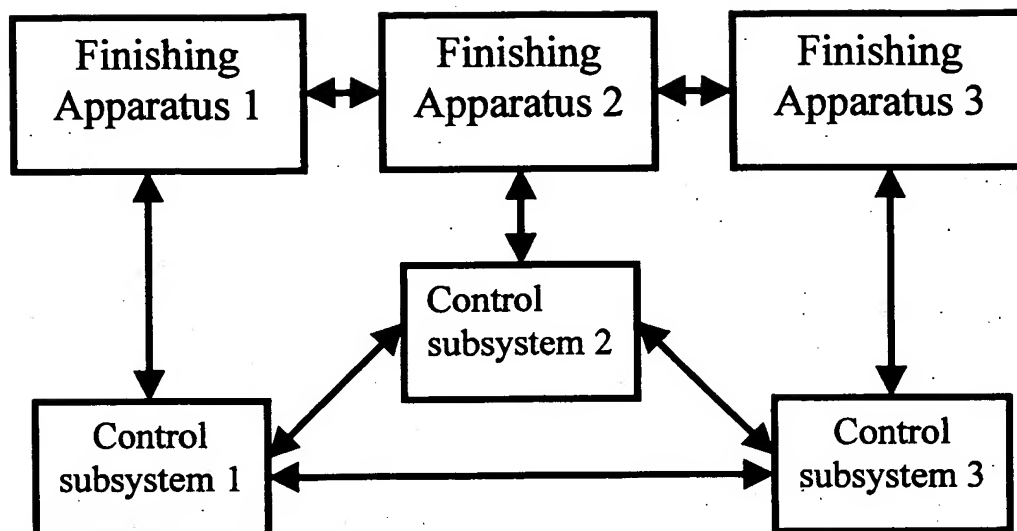 Finishing
Apparatus 1
Finishing
Apparatus 2
Finishing
Apparatus 3
Control
subsystem 2
Control
subsystem 1
Control
subsystem 3